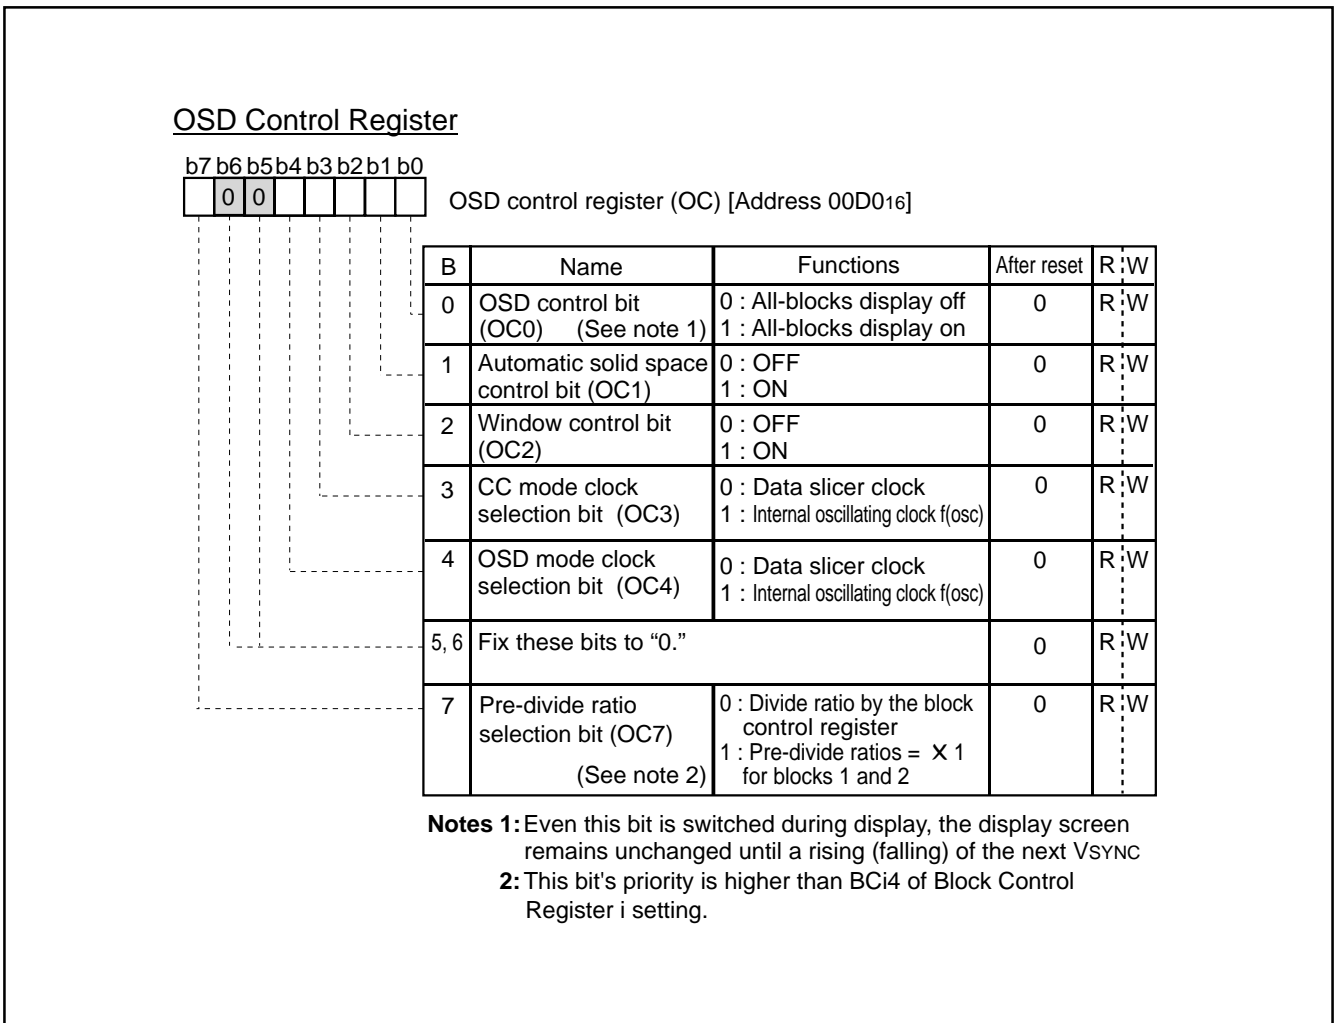 OSD Control Register
b7 b6 b5 b4 b3 b2 b1 b0
0 0
OSD control register (OC) [Address 00D016]
B Name Functions After reset R W
0 OSD control bit 0 : All-blocks display off 0 R W
(OC0) (See note 1) 1 : All-blocks display on
1 Automatic solid space 0 : OFF 0 R W
control bit (OC1) 1 : ON
2 Window control bit 0 : OFF 0 R W
(OC2) 1 : ON
3 CC mode clock 0 : Data slicer clock 0 R W
selection bit (OC3) 1 : Internal oscillating clock f(osc)
4 OSD mode clock 0 : Data slicer clock 0 R W
selection bit (OC4) 1 : Internal oscillating clock f(osc)
5, 6 Fix these bits to “0.” 0 R W
7 Pre-divide ratio 0 : Divide ratio by the block 0 R W
selection bit (OC7) control register
1 : Pre-divide ratios = X 1
(See note 2) for blocks 1 and 2
Notes 1: Even this bit is switched during display, the display screen
remains unchanged until a rising (falling) of the next VSYNC
2: This bit's priority is higher than BCi4 of Block Control
Register i setting.